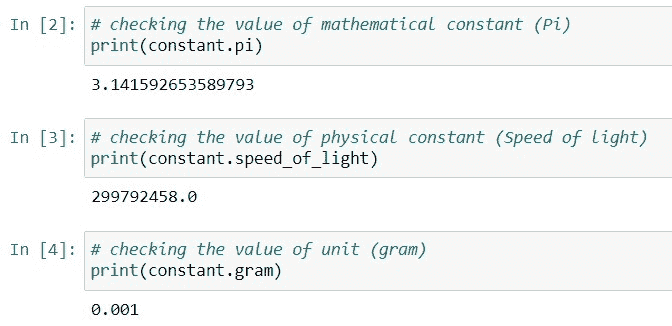 In [2]: # checking the value of mathematical constant (Pi)
print(constant.pi)
3.141592653589793
In [3]: # checking the value of physical constant (Speed of light)
print(constant.speed_of_light)
299792458.0
In [4]: # checking the value of unit (gram)
print(constant.gram)
0.001